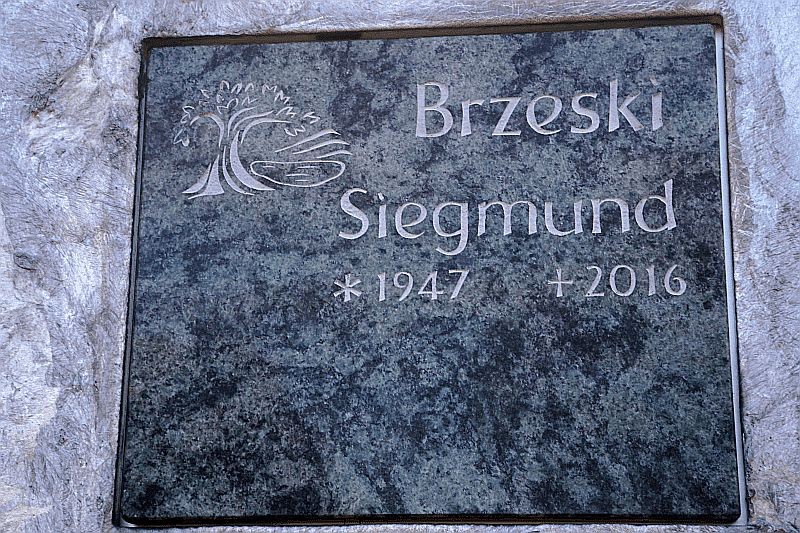 Brzeski
Siegmund
*1947 †2016